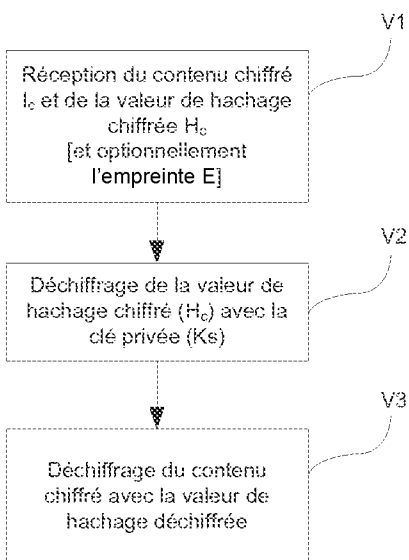 V1
Réception du contenu chiffré
Ic et de la valeur de hachage
chiffrée Hc
[et optionnellement
l'empreinte E]
V2
Déchiffrage de la valeur de
hachage chiffré (Hc) avec la
clé privée (Ks)
V3
Déchiffrage du contenu
chiffré avec la valeur de
hachage déchiffrée